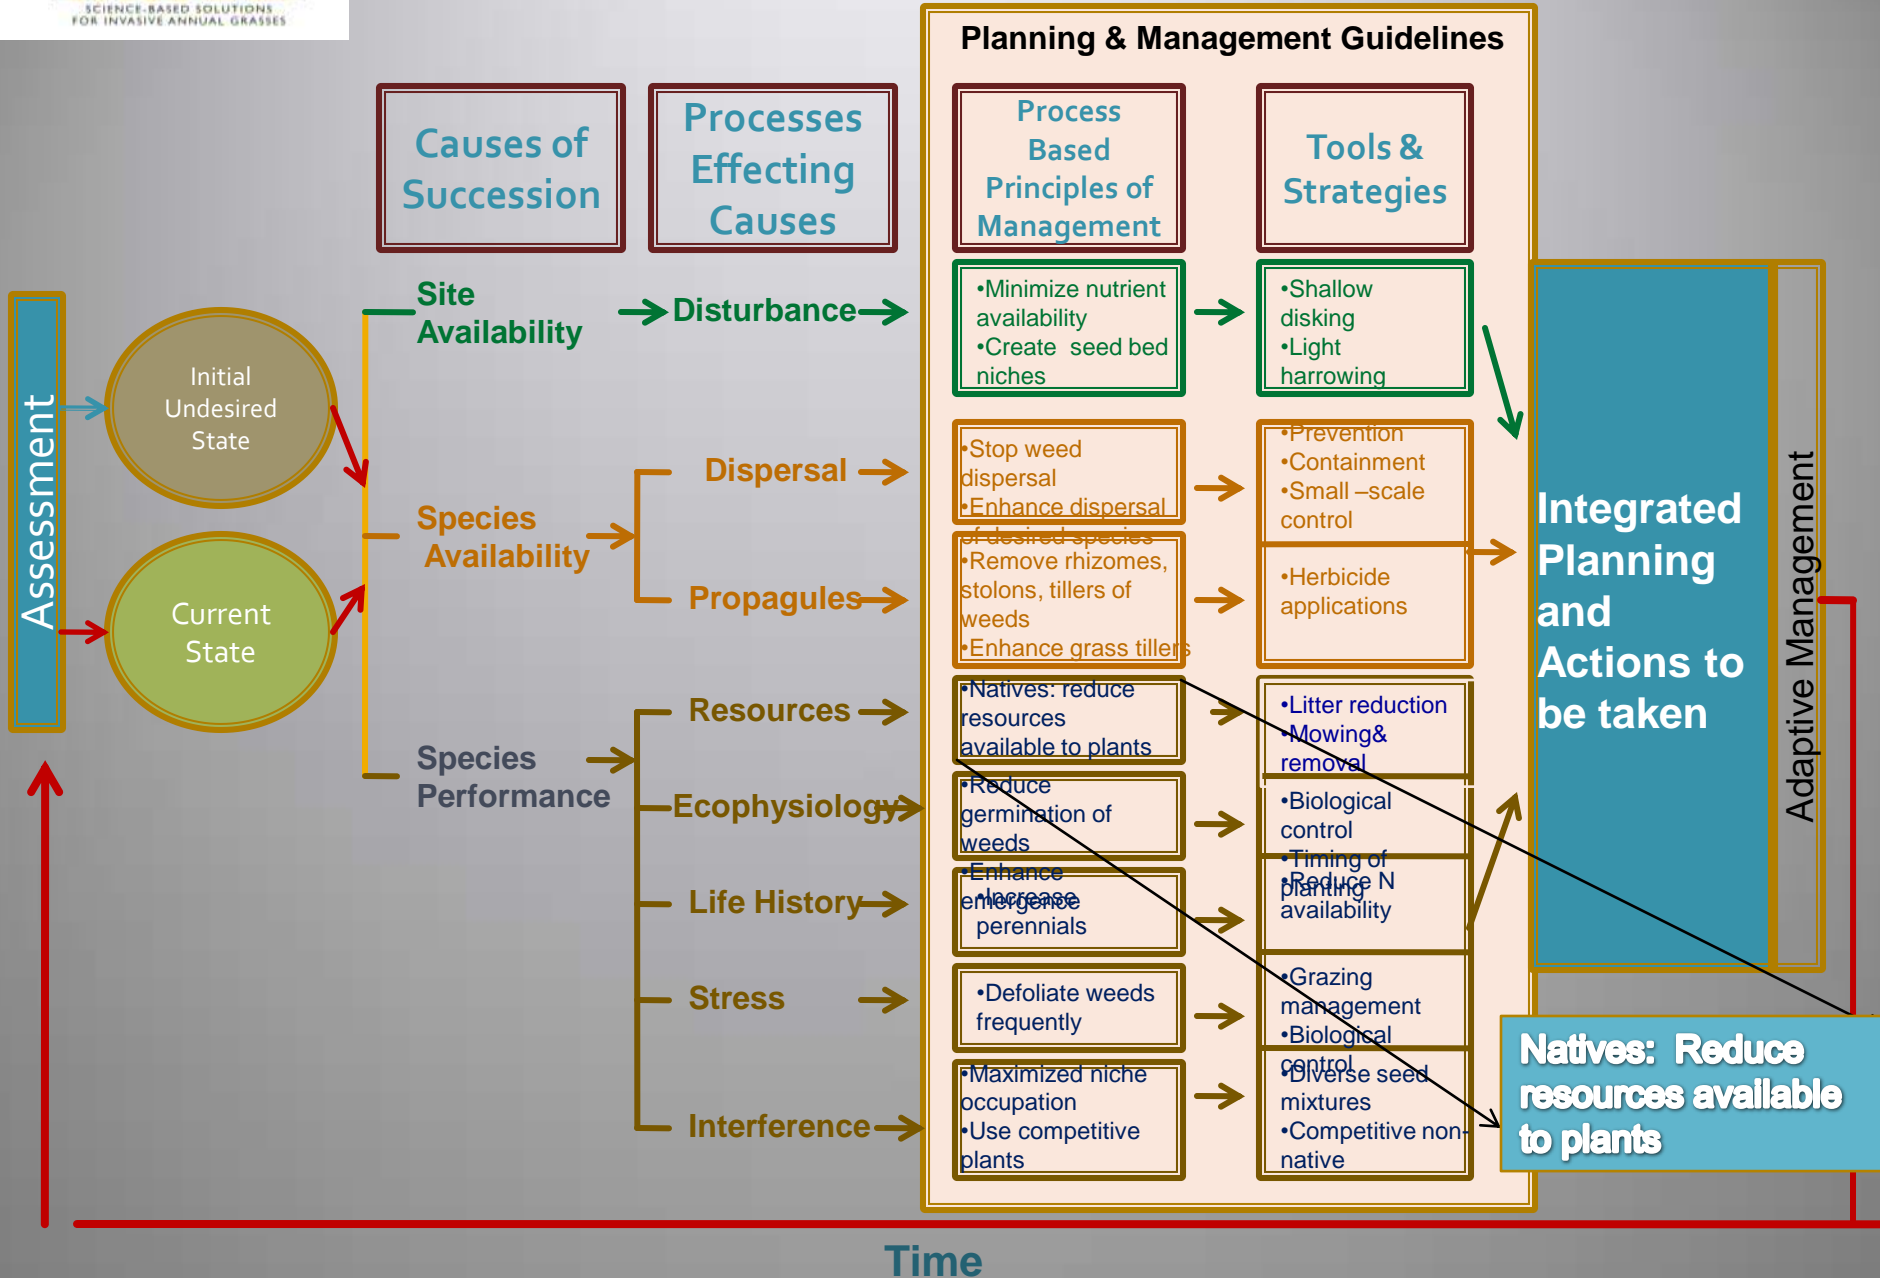 SCIENCE-BASED SOLUTIONS
FOR INVASIVE ANNUAL GRASSES
Planning & Management Guidelines
Causes of
Succession
Processes
Effecting
Causes
Process
Based
Principles of
Management
Tools &
Strategies
Assessment
Initial
Undesired
State
Current
State
Site
Availability
Disturbance
•Minimize nutrient
availability
•Create seed bed
niches
•Shallow
disking
•Light
harrowing
Species
Availability
Dispersal
•Stop weed
dispersal
•Enhance dispersal
of desired species
•Prevention
•Containment
•Small –scale
control
Propagules
•Remove rhizomes,
stolons, tillers of
weeds
•Enhance grass tillers
•Herbicide
applications
Species
Performance
Resources
•Natives: reduce
resources
available to plants
•Litter reduction
•Mowing&
removal
Ecophysiology
•Reduce
germination of
weeds
•Enhance
emergence
•Biological
control
•Timing of
planting
Life History
•Increase
perennials
•Reduce N
availability
Stress
•Defoliate weeds
frequently
•Grazing
management
•Biological
control
Interference
•Maximized niche
occupation
•Use competitive
plants
•Diverse seed
mixtures
•Competitive non-
native
Integrated
Planning
and
Actions to
be taken
Adaptive Management
Natives: Reduce
resources available
to plants
Time